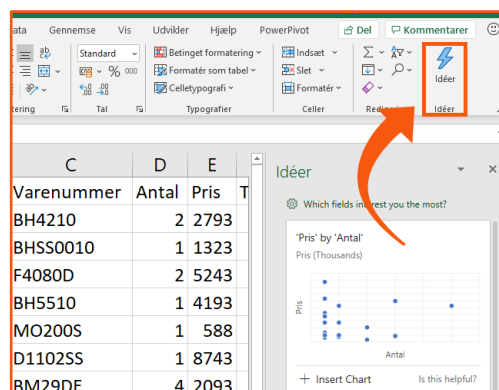 ata Gennemse Vis Udvikler Hjælp PowerPivot Del Kommentarer
Standard Betinget formatering Indsæt
% 000 Formatér som tabel Slet Idéer
Celletypografi Formatér
tering Tal Typografier Celler Idéer
C D E
Varenummer Antal Pris T
BH4210 2 2793
BHSS0010 1 1323
F4080D 2 5243
BH5510 1 4193
MO200S 1 588
D1102SS 1 8743
BM29DE 4 2093
Idéer
Which fields interest you the most?
'Pris' by 'Antal'
Pris (Thousands)
Pris
Antal
Insert Chart Is this helpful?